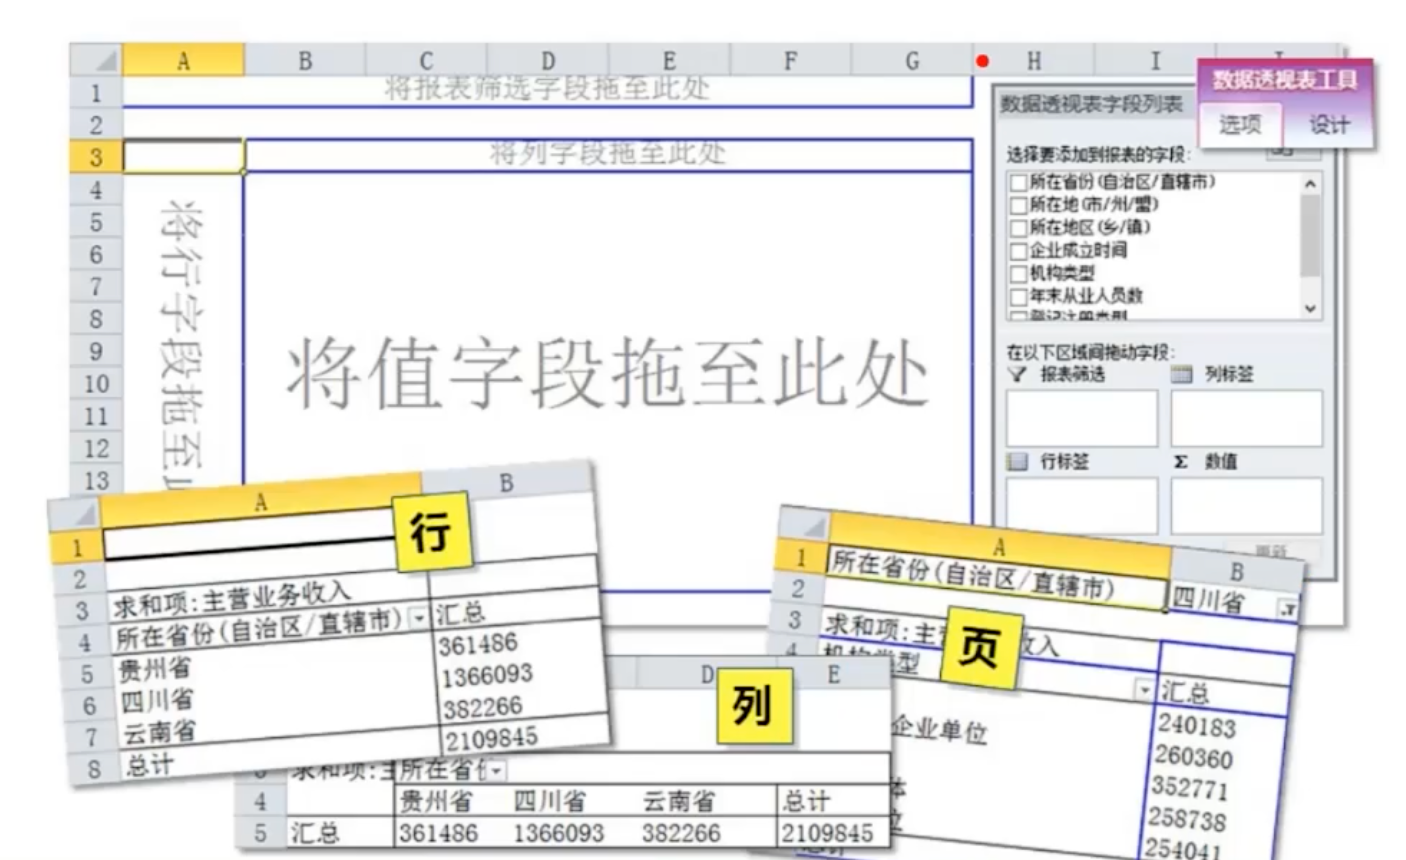 A B C D E F G H I
数据透视表工具
选项 设计
1 将报表筛选字段拖至此处
2
3 将列字段拖至此处
4
5
6
7
8
9
10
11
12
13
将行字段拖至
将值字段拖至此处
数据透视表字段列表
选择要添加到报表的字段:
所在省份(自治区/直辖市)
所在地(市/州/盟)
所在地区(乡/镇)
企业成立时间
机构类型
年末从业人员数
登记注册类型
在以下区域间拖动字段:
报表筛选 列标签
行标签 Σ 数值
更新
A B
行
1
2
3 求和项:主营业务收入
4 所在省份(自治区/直辖市) 汇总
5 贵州省 361486
6 四川省 1366093
7 云南省 382266
8 总计 2109845
D E
列
3 求和项:主 所在省份
4 贵州省 四川省 云南省 总计
5 汇总 361486 1366093 382266 2109845
A B
页
1 所在省份(自治区/直辖市) 四川省
2
3 求和项:主 收入
4 机构类型 汇总
企业单位 240183
260360
体 352771
位 258738
总计 254041